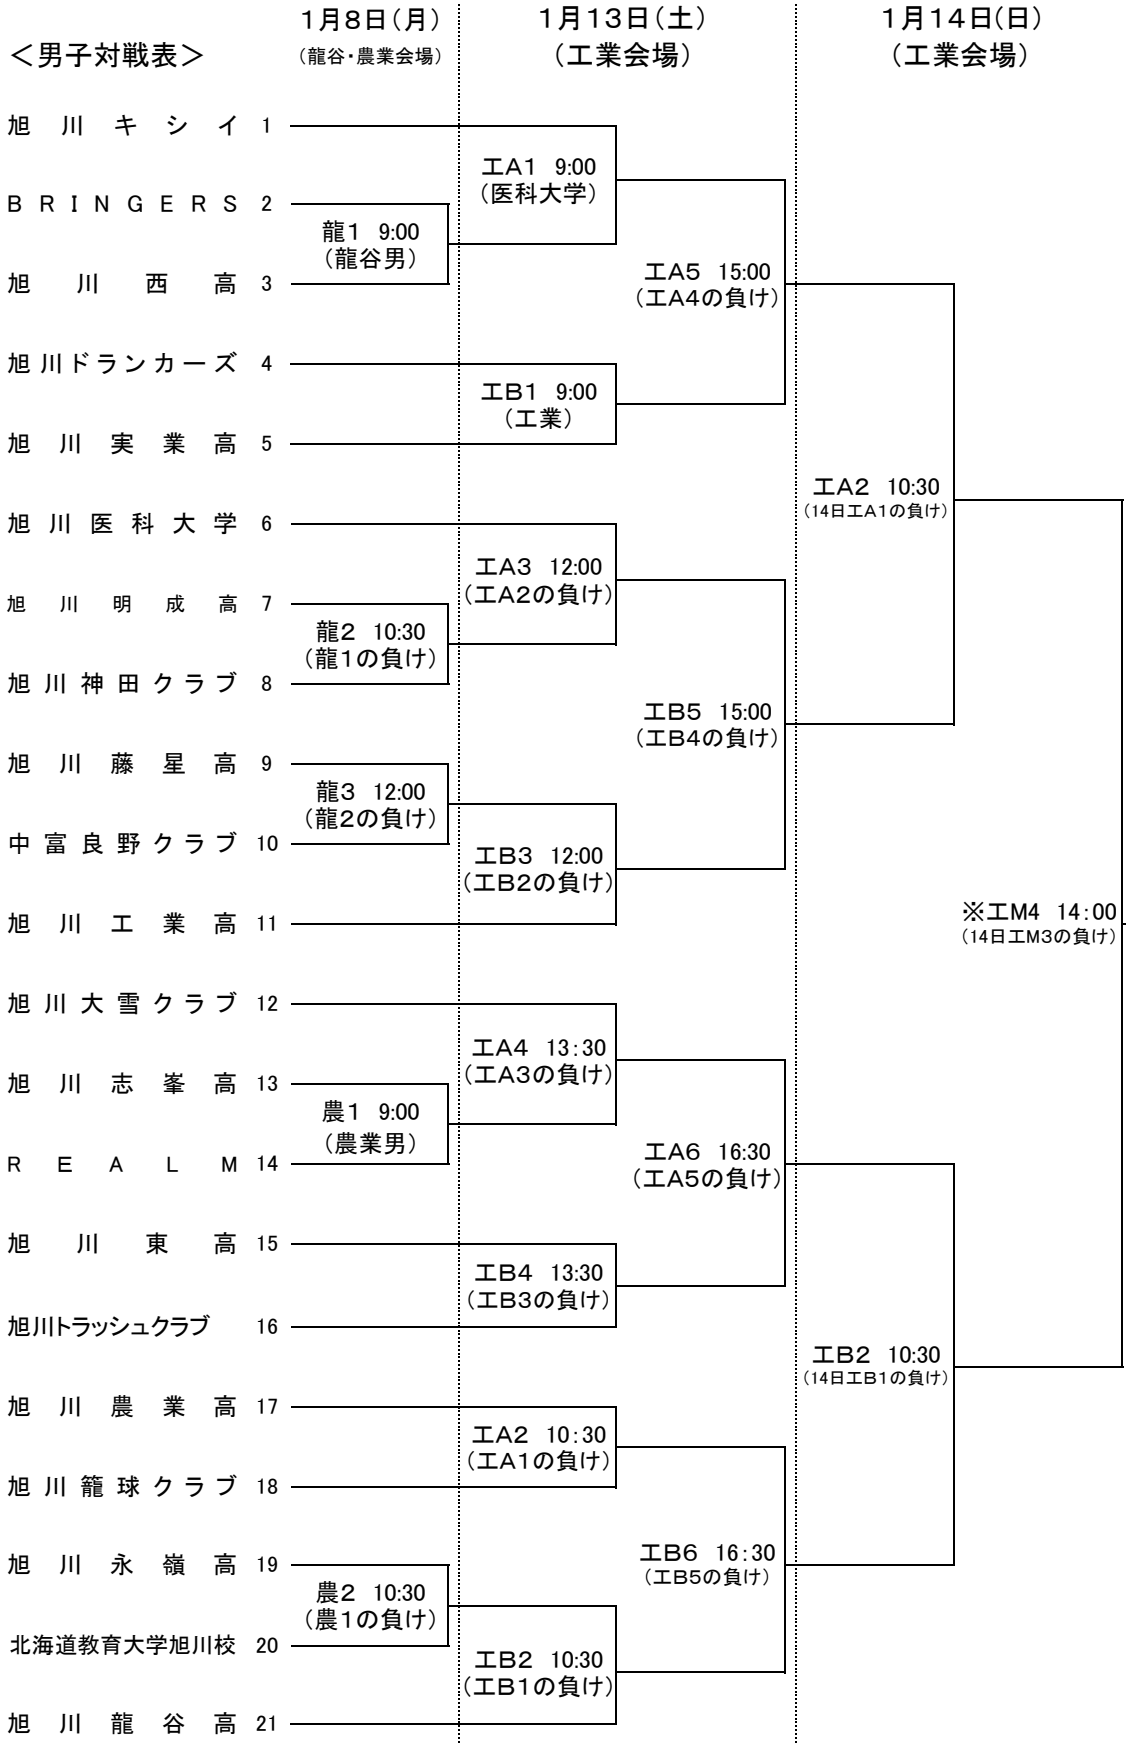 1月8日(月)
1月13日(土)
1月14日(日)
＜男子対戦表＞
(龍谷・農業会場)
(工業会場)
(工業会場)
旭川キシイ 1
工A1 9:00
(医科大学)
BRINGERS 2
龍1 9:00
(龍谷男)
旭川西高 3
工A5 15:00
(工A4の負け)
旭川ドランカーズ 4
工B1 9:00
(工業)
旭川実業高 5
工A2 10:30
(14日工A1の負け)
旭川医科大学 6
工A3 12:00
(工A2の負け)
旭川明成高 7
龍2 10:30
(龍1の負け)
旭川神田クラブ 8
工B5 15:00
(工B4の負け)
旭川藤星高 9
龍3 12:00
(龍2の負け)
中富良野クラブ 10
工B3 12:00
(工B2の負け)
旭川工業高 11
※工M4 14:00
(14日工M3の負け)
旭川大雪クラブ 12
工A4 13:30
(工A3の負け)
旭川志峯高 13
農1 9:00
(農業男)
REALM 14
工A6 16:30
(工A5の負け)
旭川東高 15
工B4 13:30
(工B3の負け)
旭川トラッシュクラブ 16
工B2 10:30
(14日工B1の負け)
旭川農業高 17
工A2 10:30
(工A1の負け)
旭川籠球クラブ 18
工B6 16:30
(工B5の負け)
旭川永嶺高 19
農2 10:30
(農1の負け)
北海道教育大学旭川校 20
工B2 10:30
(工B1の負け)
旭川龍谷高 21